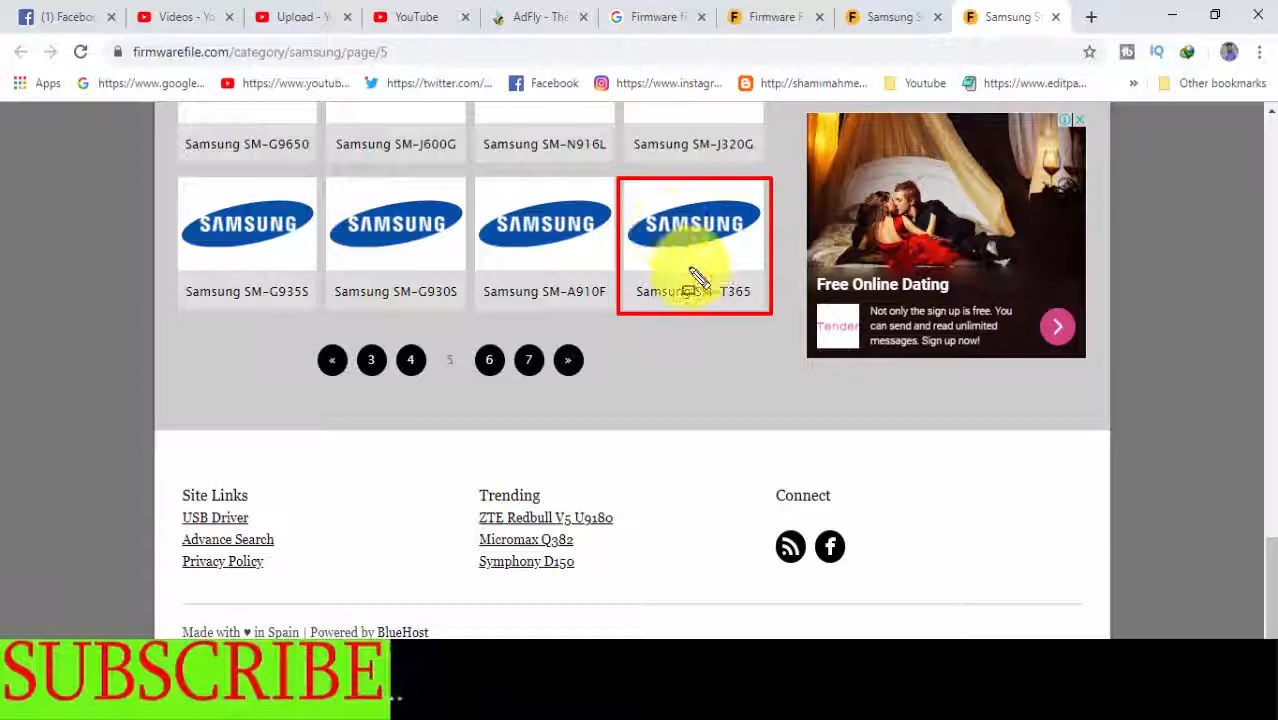 (1) Facebo
Videos - Yo
Upload - Y
YouTube
AdFly - The
Firmware fi
Firmware F
Samsung S
Samsung S
firmwarefile.com/category/samsung/page/5
Apps
https://www.google...
https://www.youtub...
https://twitter.com/...
Facebook
https://www.instagr...
http://shamimahme...
Youtube
https://www.editpa...
»
Other bookmarks
Samsung SM-G9650
Samsung SM-J600G
Samsung SM-N916L
Samsung SM-J320G
SAMSUNG
SAMSUNG
SAMSUNG
SAMSUNG
Samsung SM-G935S
Samsung SM-G930S
Samsung SM-A910F
Samsung SM-T365
« 3 4 5 6 7 »
Free Online Dating
Tender
Not only the sign up is free. You
can send and read unlimited
messages. Sign up now!
Site Links
USB Driver
Advance Search
Privacy Policy
Trending
ZTE Redbull V5 U9180
Micromax Q382
Symphony D150
Connect
Made with ♥ in Spain | Powered by BlueHost
SUBSCRIBE..